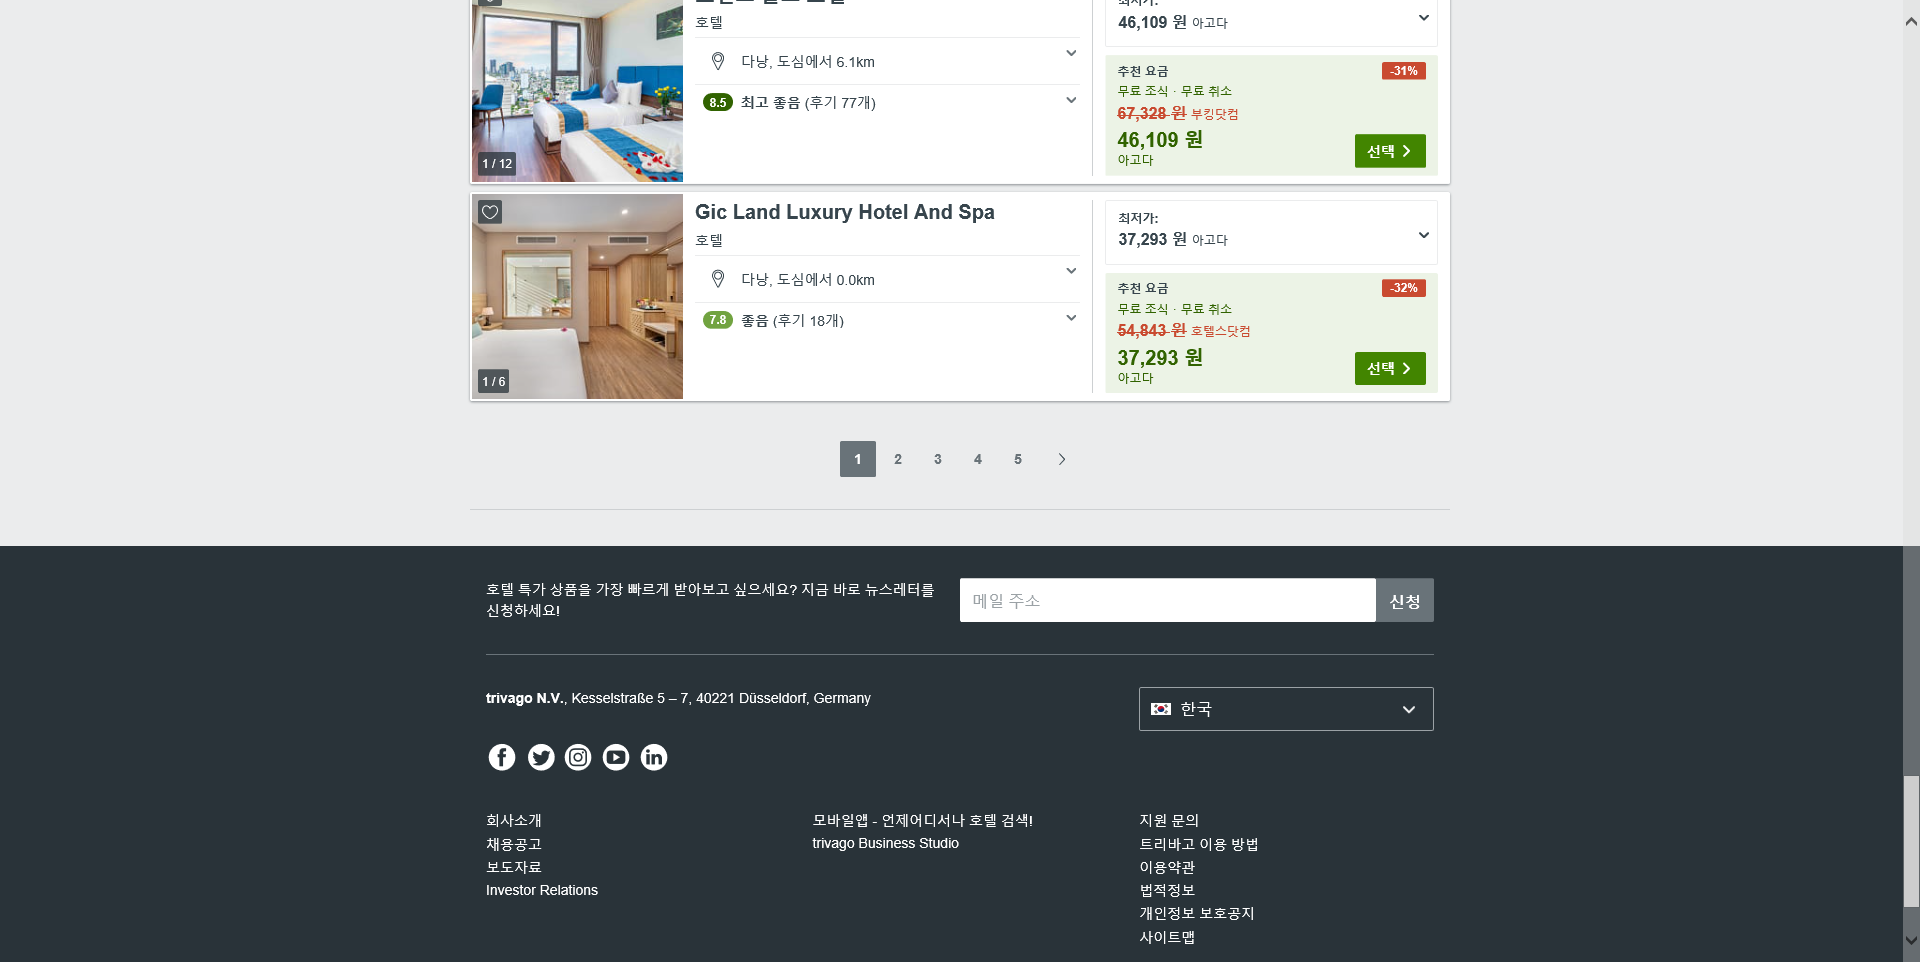 호텔
다낭, 도심에서 6.1km
8.5 최고 좋음 (후기 77개)
1 / 12
최저가:
46,109 원 아고다
추천 요금
-31%
무료 조식 · 무료 취소
67,328 원 부킹닷컴
46,109 원
아고다
선택
Gic Land Luxury Hotel And Spa
호텔
다낭, 도심에서 0.0km
7.8 좋음 (후기 18개)
1 / 6
최저가:
37,293 원 아고다
추천 요금
-32%
무료 조식 · 무료 취소
54,843 원 호텔스닷컴
37,293 원
아고다
선택
1 2 3 4 5
호텔 특가 상품을 가장 빠르게 받아보고 싶으세요? 지금 바로 뉴스레터를
신청하세요!
메일 주소
신청
trivago N.V., Kesselstraße 5 – 7, 40221 Düsseldorf, Germany
한국
회사소개
채용공고
보도자료
Investor Relations
모바일앱 - 언제어디서나 호텔 검색!
trivago Business Studio
지원 문의
트리바고 이용 방법
이용약관
법적정보
개인정보 보호공지
사이트맵